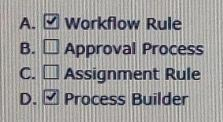 A. ☑ Workflow Rule
B. ☐ Approval Process
C. ☐ Assignment Rule
D. ☑ Process Builder